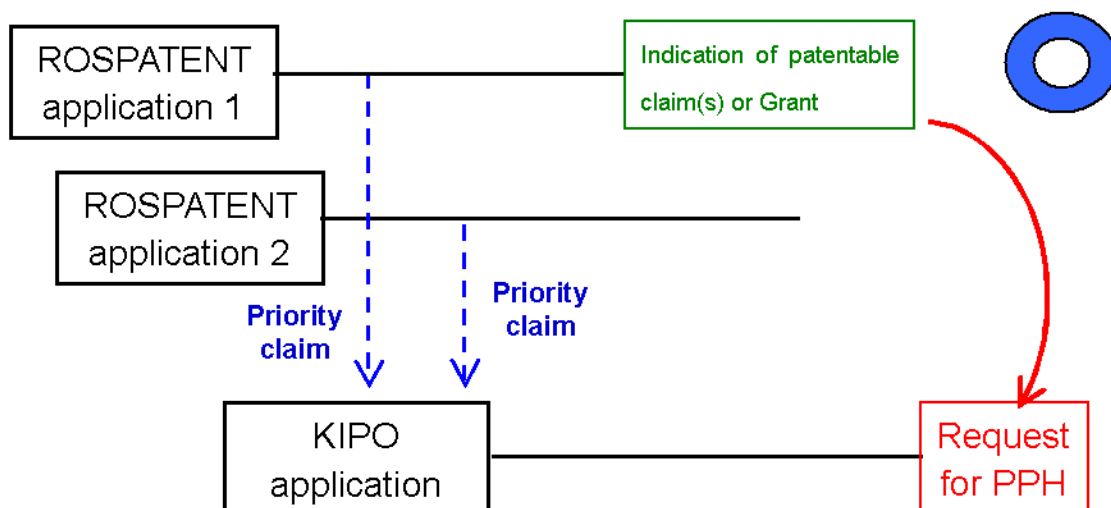 ROSPATENT
application 1
Indication of patentable
claim(s) or Grant
ROSPATENT
application 2
Priority
claim
Priority
claim
KIPO
application
Request
for PPH